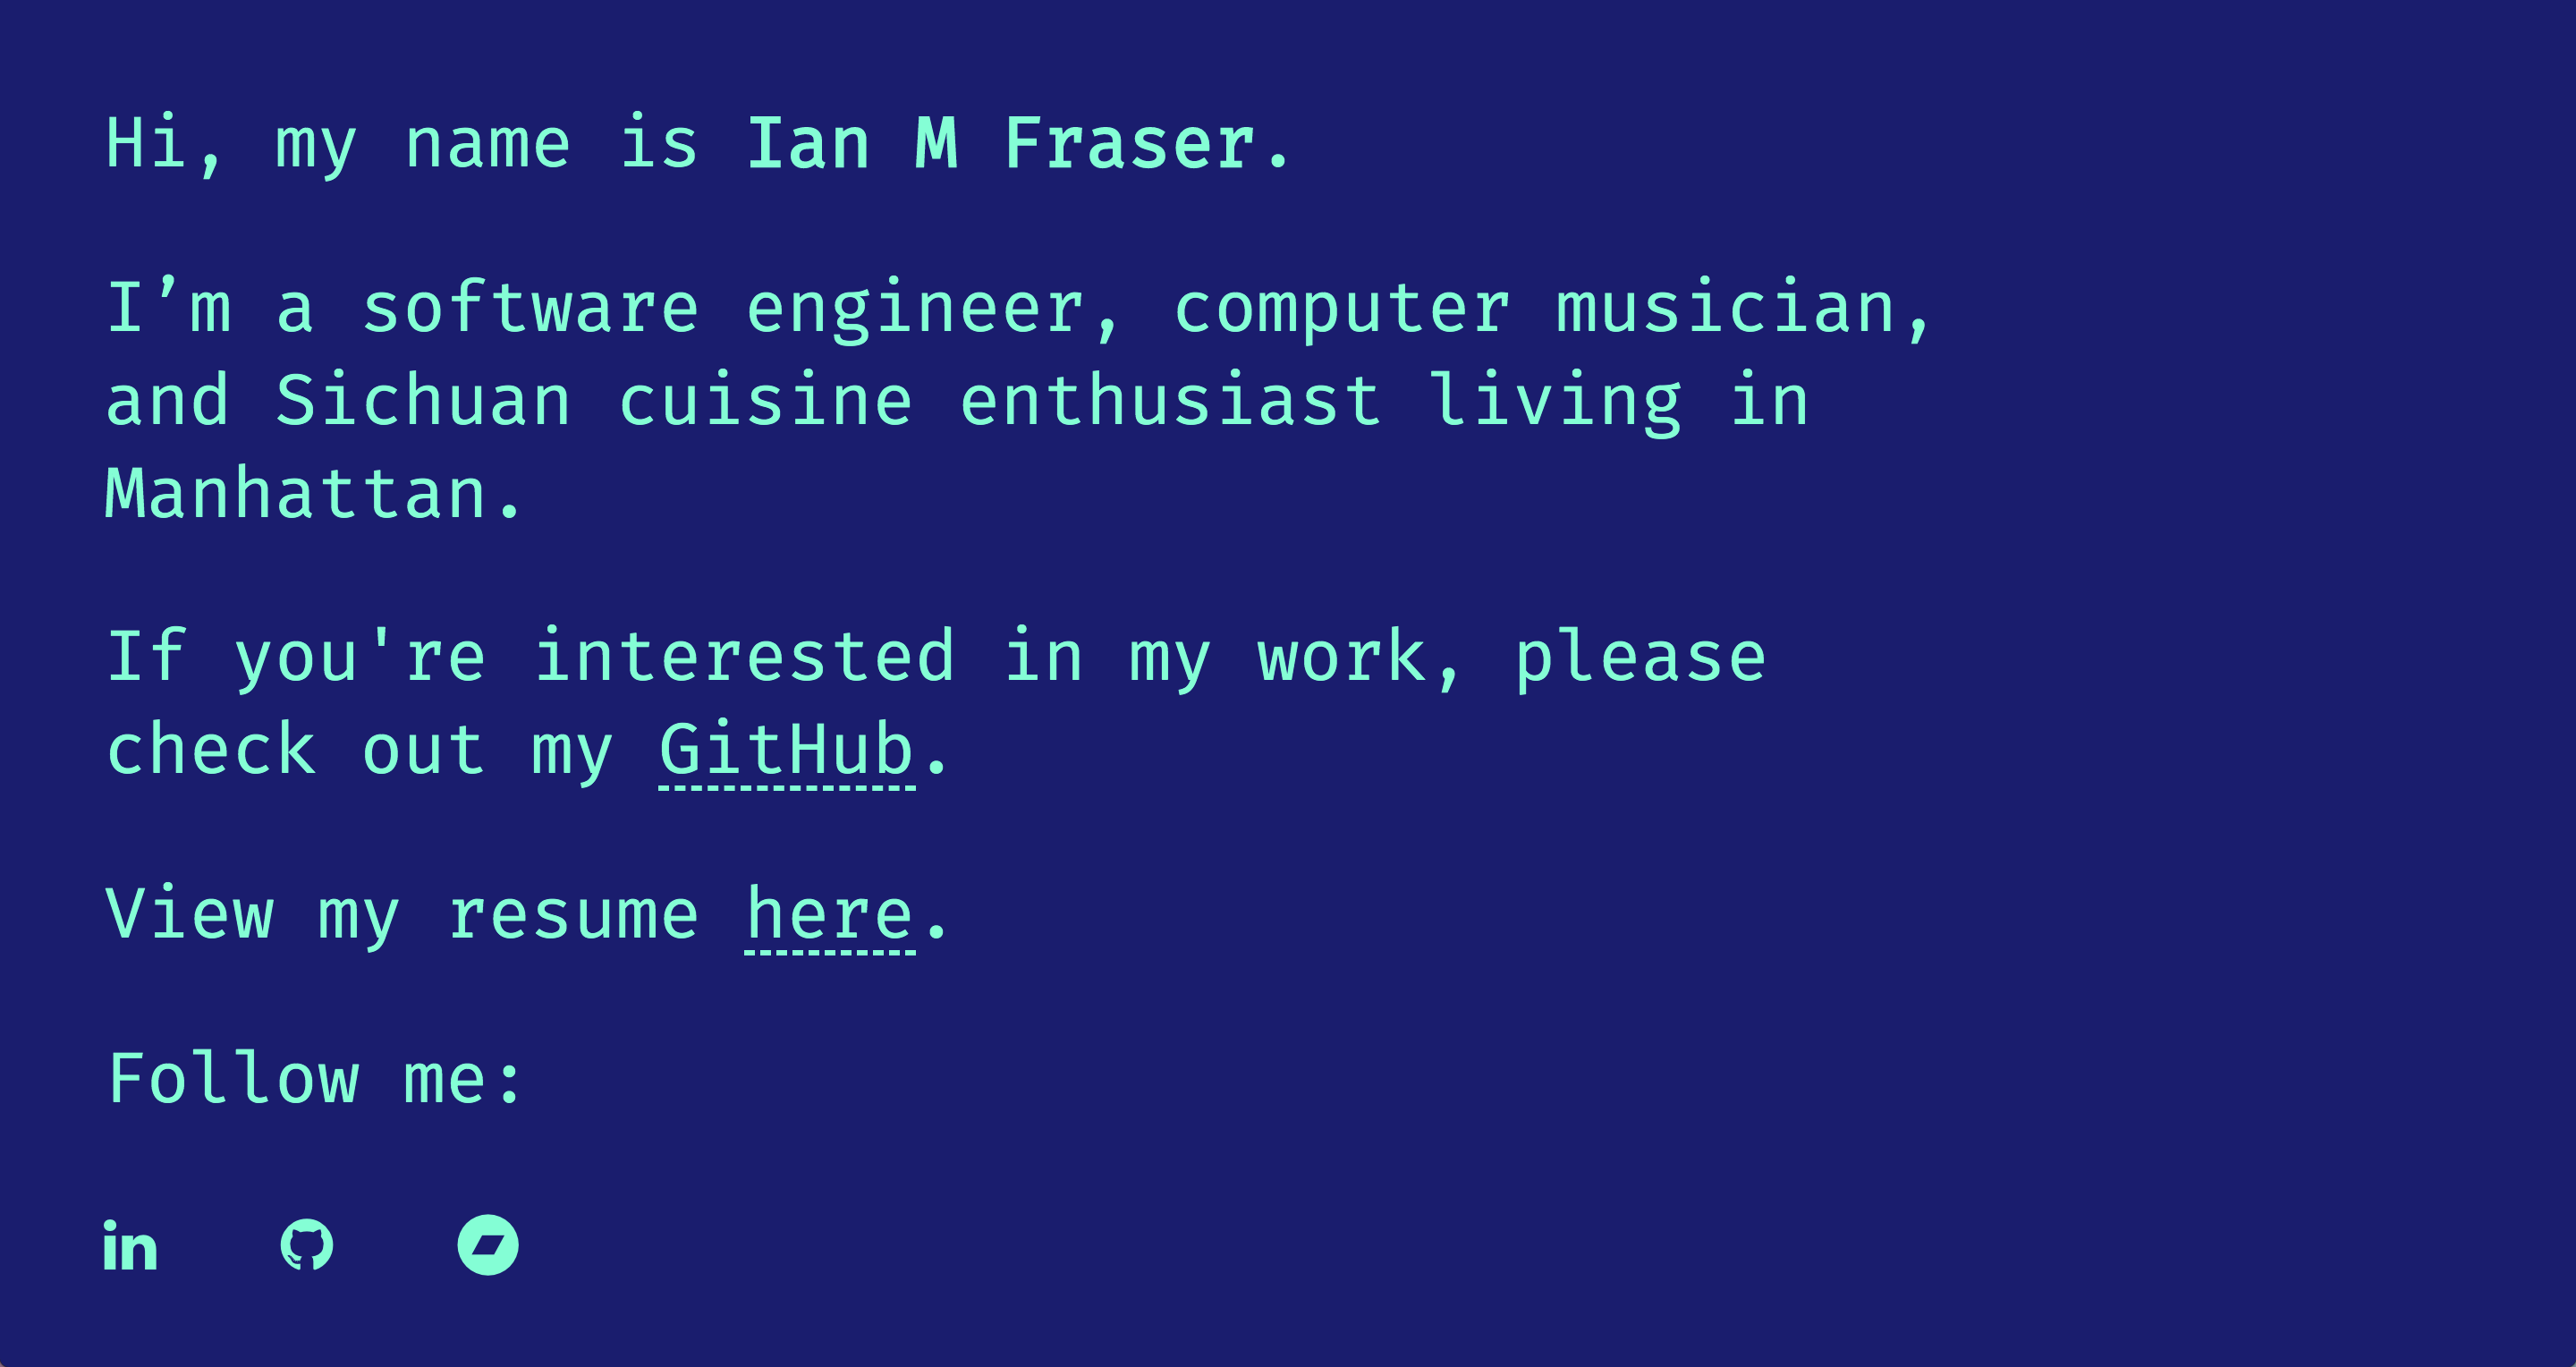 Hi, my name is Ian M Fraser.
I’m a software engineer, computer musician,
and Sichuan cuisine enthusiast living in
Manhattan.
If you're interested in my work, please
check out my GitHub.
View my resume here.
Follow me:
in